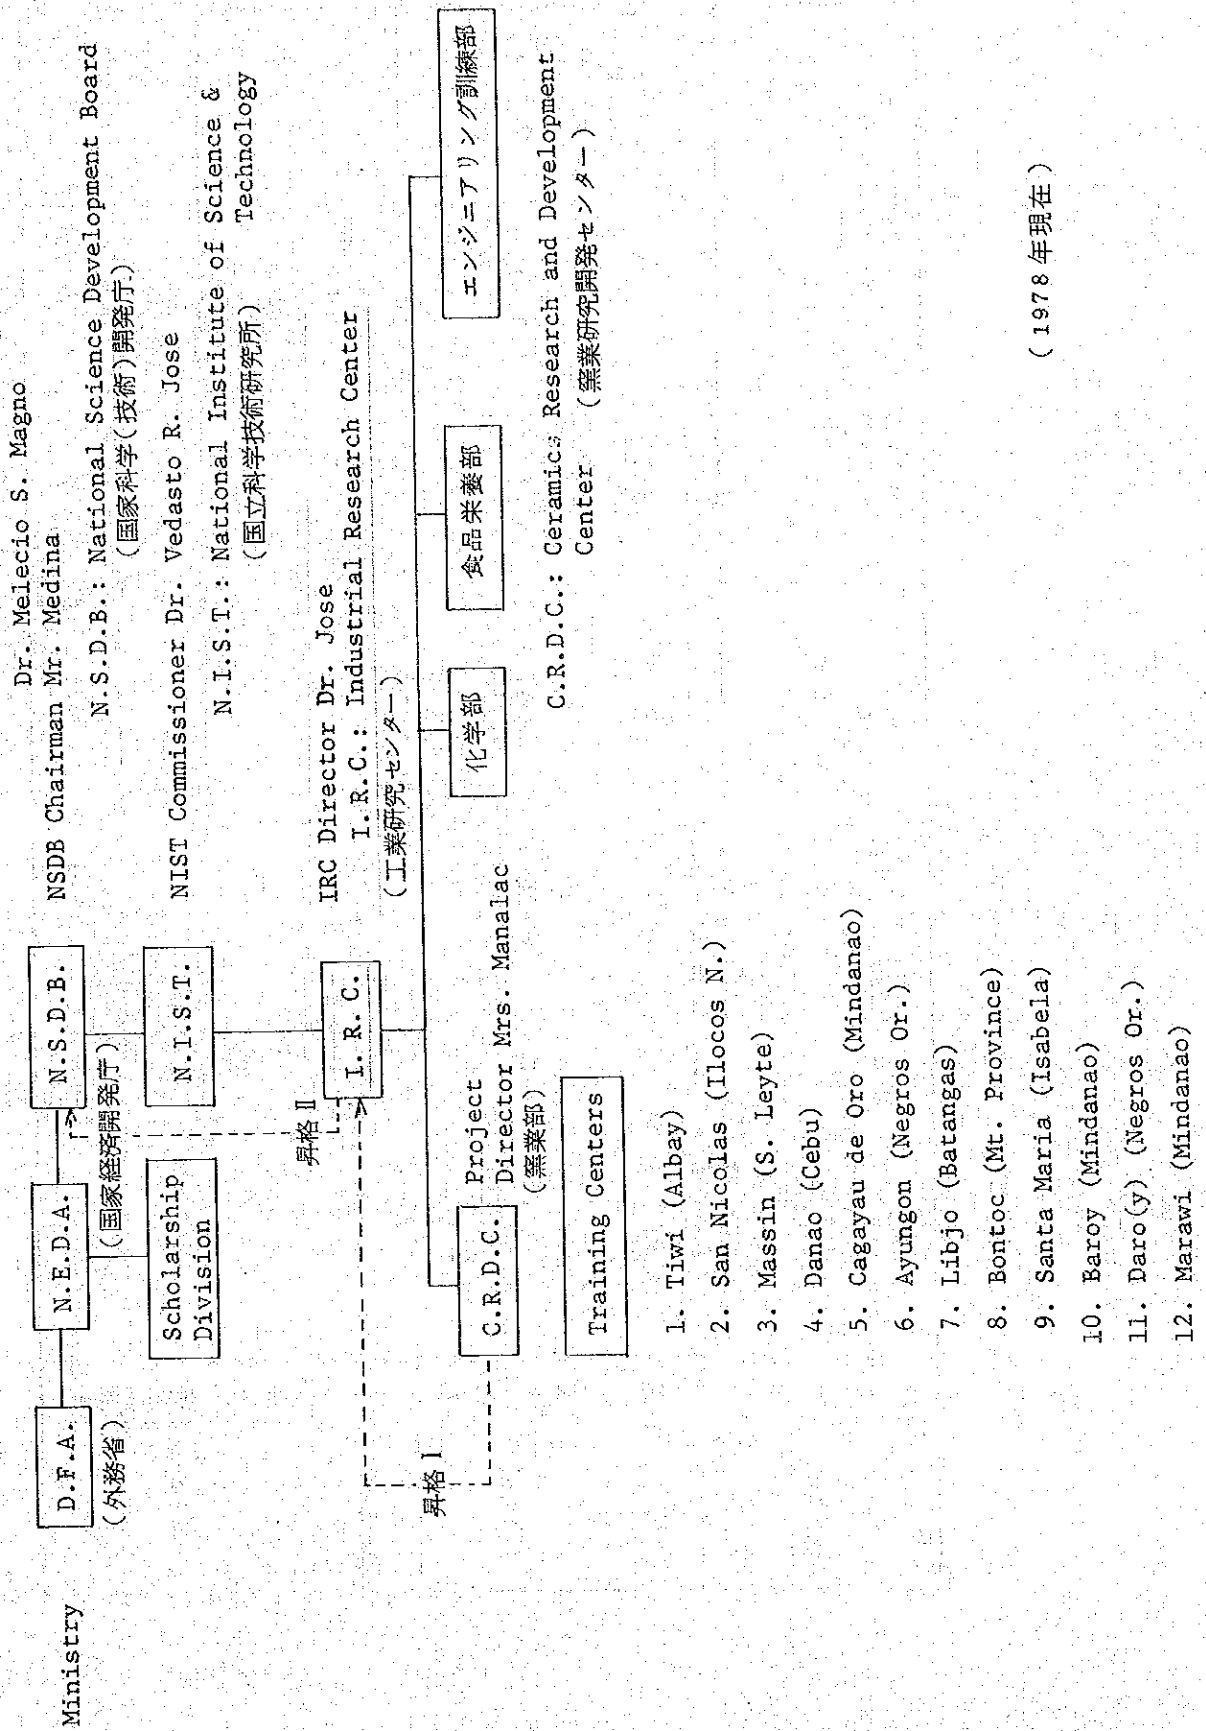 Dr. Melecio S. Magno
Ministry
D.F.A.
N.E.D.A.
N.S.D.B.
NSDB Chairman Mr. Medina
(外務省)
(国家経済開発庁)
N.S.D.B.: National Science Development Board
(国家科学(技術)開発庁)
Scholarship
Division
N.I.S.T.
NIST Commissioner Dr. Vedasto R. Jose
N.I.S.T.: National Institute of Science &
Technology
(国立科学技術研究所)
昇格 II
I. R. C.
IRC Director Dr. Jose
I.R.C.: Industrial Research Center
(工業研究センター)
昇格 I
C.R.D.C.
Project
Director Mrs. Manalac
(窯業部)
化学部
食品栄養部
エンジニアリング訓練部
C.R.D.C.: Ceramics Research and Development
Center (窯業研究開発センター)
Training Centers
1. Tiwi (Albay)
2. San Nicolas (Ilocos N.)
3. Massin (S. Leyte)
4. Danao (Cebu)
5. Cagayau de Oro (Mindanao)
6. Ayungon (Negros Or.)
7. Libjo (Batangas)
8. Bontoc (Mt. Province)
9. Santa Maria (Isabela)
10. Baroy (Mindanao)
11. Daro(y) (Negros Or.)
12. Marawi (Mindanao)
(1978年現在)